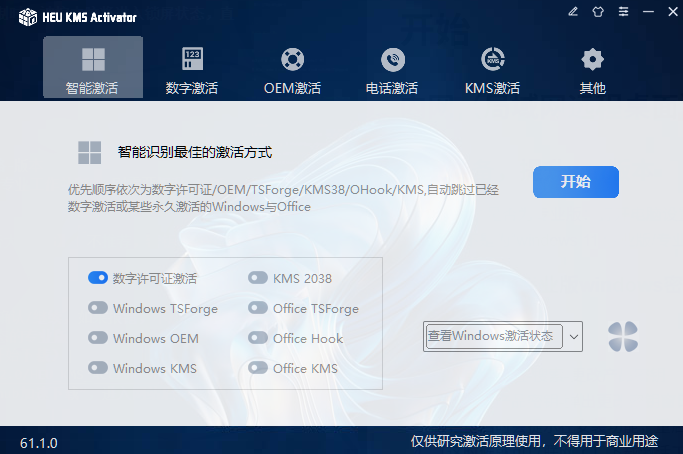 HEU KMS Activator
智能激活
数字激活
OEM激活
电话激活
KMS激活
其他
123
KMS
智能识别最佳的激活方式
优先顺序依次为数字许可证/OEM/TSForge/KMS38/OHook/KMS,自动跳过已经
数字激活或某些永久激活的Windows与Office
开始
数字许可证激活
KMS 2038
Windows TSForge
Office TSForge
Windows OEM
Office Hook
Windows KMS
Office KMS
查看Windows激活状态
61.1.0
仅供研究激活原理使用，不得用于商业用途